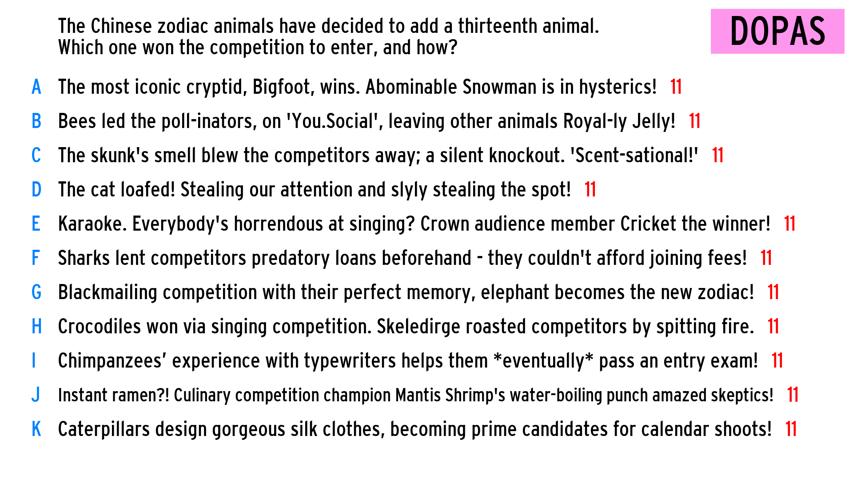 The Chinese zodiac animals have decided to add a thirteenth animal.
Which one won the competition to enter, and how?
DOPAS
A The most iconic cryptid, Bigfoot, wins. Abominable Snowman is in hysterics! 11
B Bees led the poll-inators, on 'You.Social', leaving other animals Royal-ly Jelly! 11
C The skunk's smell blew the competitors away; a silent knockout. 'Scent-sational!' 11
D The cat loafed! Stealing our attention and slyly stealing the spot! 11
E Karaoke. Everybody's horrendous at singing? Crown audience member Cricket the winner! 11
F Sharks lent competitors predatory loans beforehand - they couldn't afford joining fees! 11
G Blackmailing competition with their perfect memory, elephant becomes the new zodiac! 11
H Crocodiles won via singing competition. Skeledirge roasted competitors by spitting fire. 11
I Chimpanzees’ experience with typewriters helps them *eventually* pass an entry exam! 11
J Instant ramen?! Culinary competition champion Mantis Shrimp's water-boiling punch amazed skeptics! 11
K Caterpillars design gorgeous silk clothes, becoming prime candidates for calendar shoots! 11